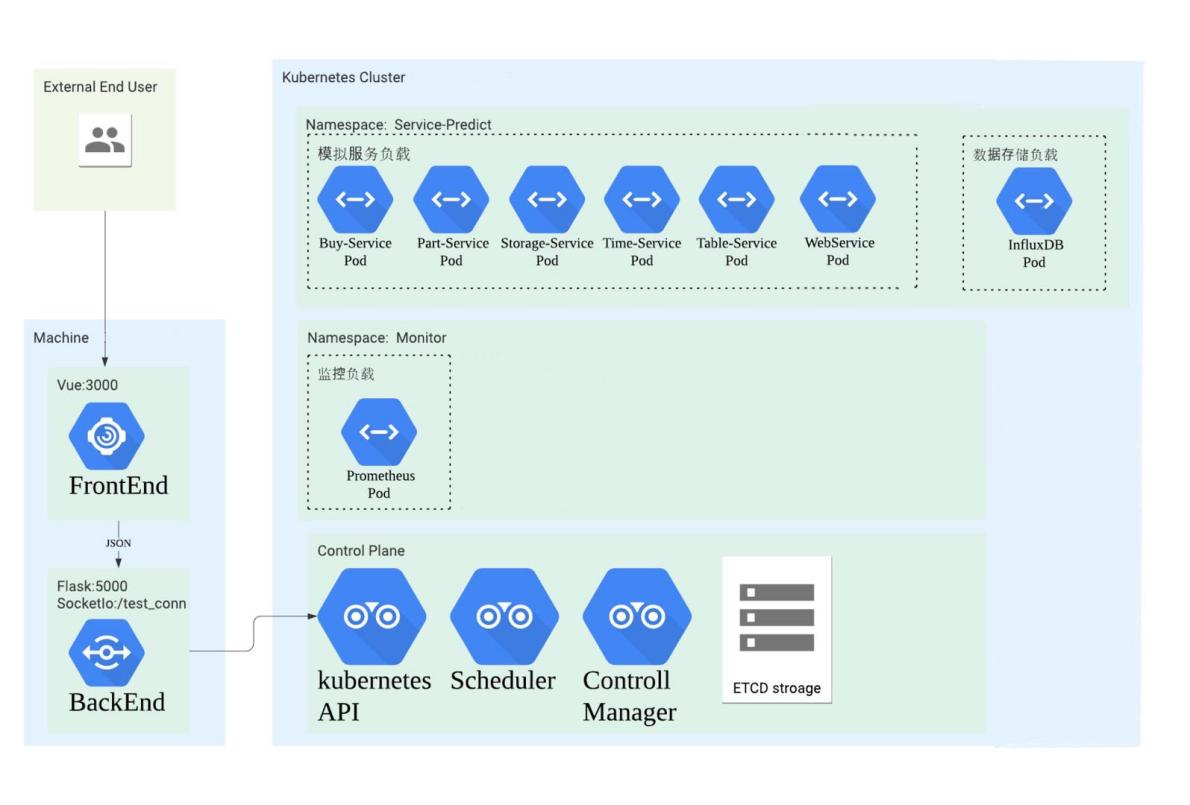 External End User
Kubernetes Cluster
Namespace: Service-Predict
模拟服务负载
数据存储负载
Buy-Service
Pod
Part-Service
Pod
Storage-Service
Pod
Time-Service
Pod
Table-Service
Pod
WebService
Pod
InfluxDB
Pod
Machine
Vue:3000
FrontEnd
JSON
Flask:5000
SocketIo:/test_conn
BackEnd
Namespace: Monitor
监控负载
Prometheus
Pod
Control Plane
kubernetes
API
Scheduler
Controll
Manager
ETCD stroage